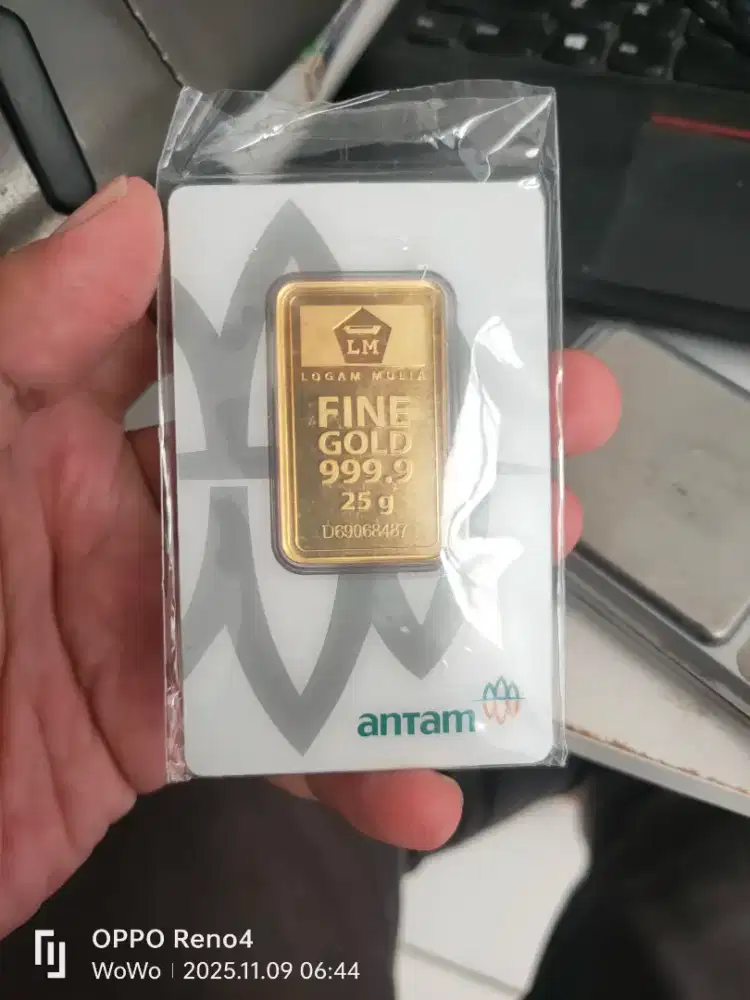 LM
LOGAM MULIA
FINE
GOLD
999.9
25 g
D69068487
antam
OPPO Reno4
WoWo | 2025.11.09 06:44